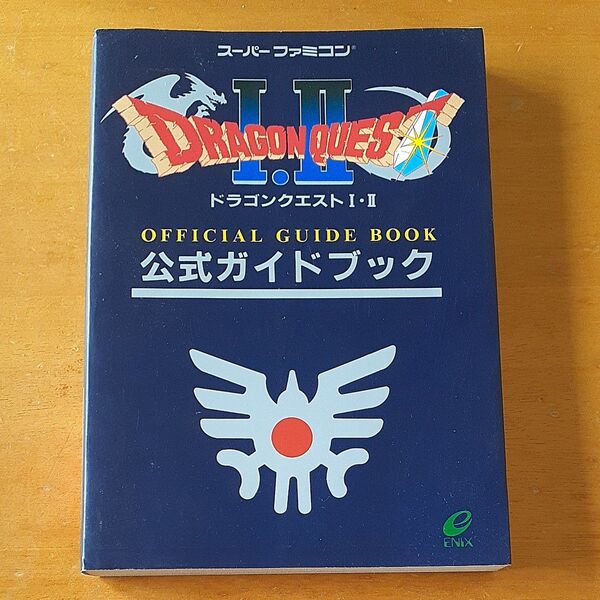 スーパーファミコン®
I・II
DRAGON QUEST
ドラゴンクエストI・II
OFFICIAL GUIDE BOOK
公式ガイドブック
e
ENIX